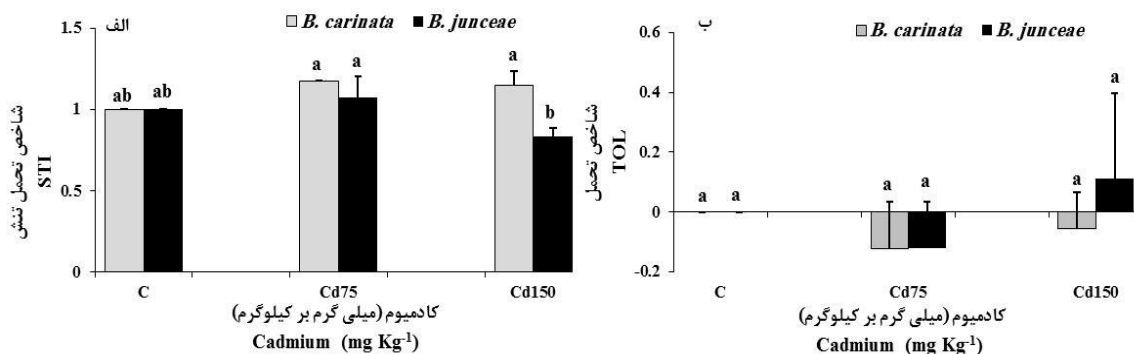 الف
B. carinata
B. junceae
1.5
1
0.5
0
ab
ab
a
a
a
b
شاخص تحمل تنش
STI
C
Cd75
Cd150
کادمیوم (میلی گرم بر کیلوگرم)
Cadmium (mg Kg⁻¹)
ب
B. carinata
B. junceae
0.6
0.4
0.2
0
-0.2
a
a
a
a
a
a
شاخص تحمل
TOL
C
Cd75
Cd150
کادمیوم (میلی گرم بر کیلوگرم)
Cadmium (mg Kg⁻¹)